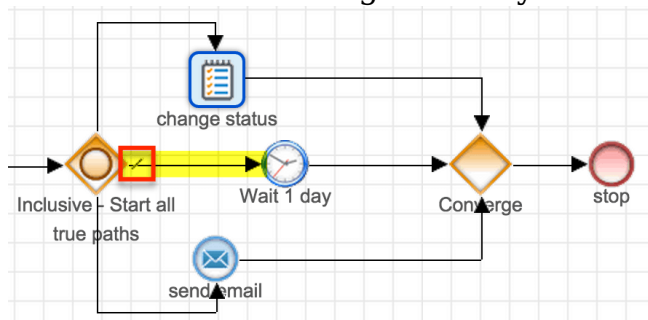 change status
Inclusive - Start all
true paths
Wait 1 day
Converge
stop
send email